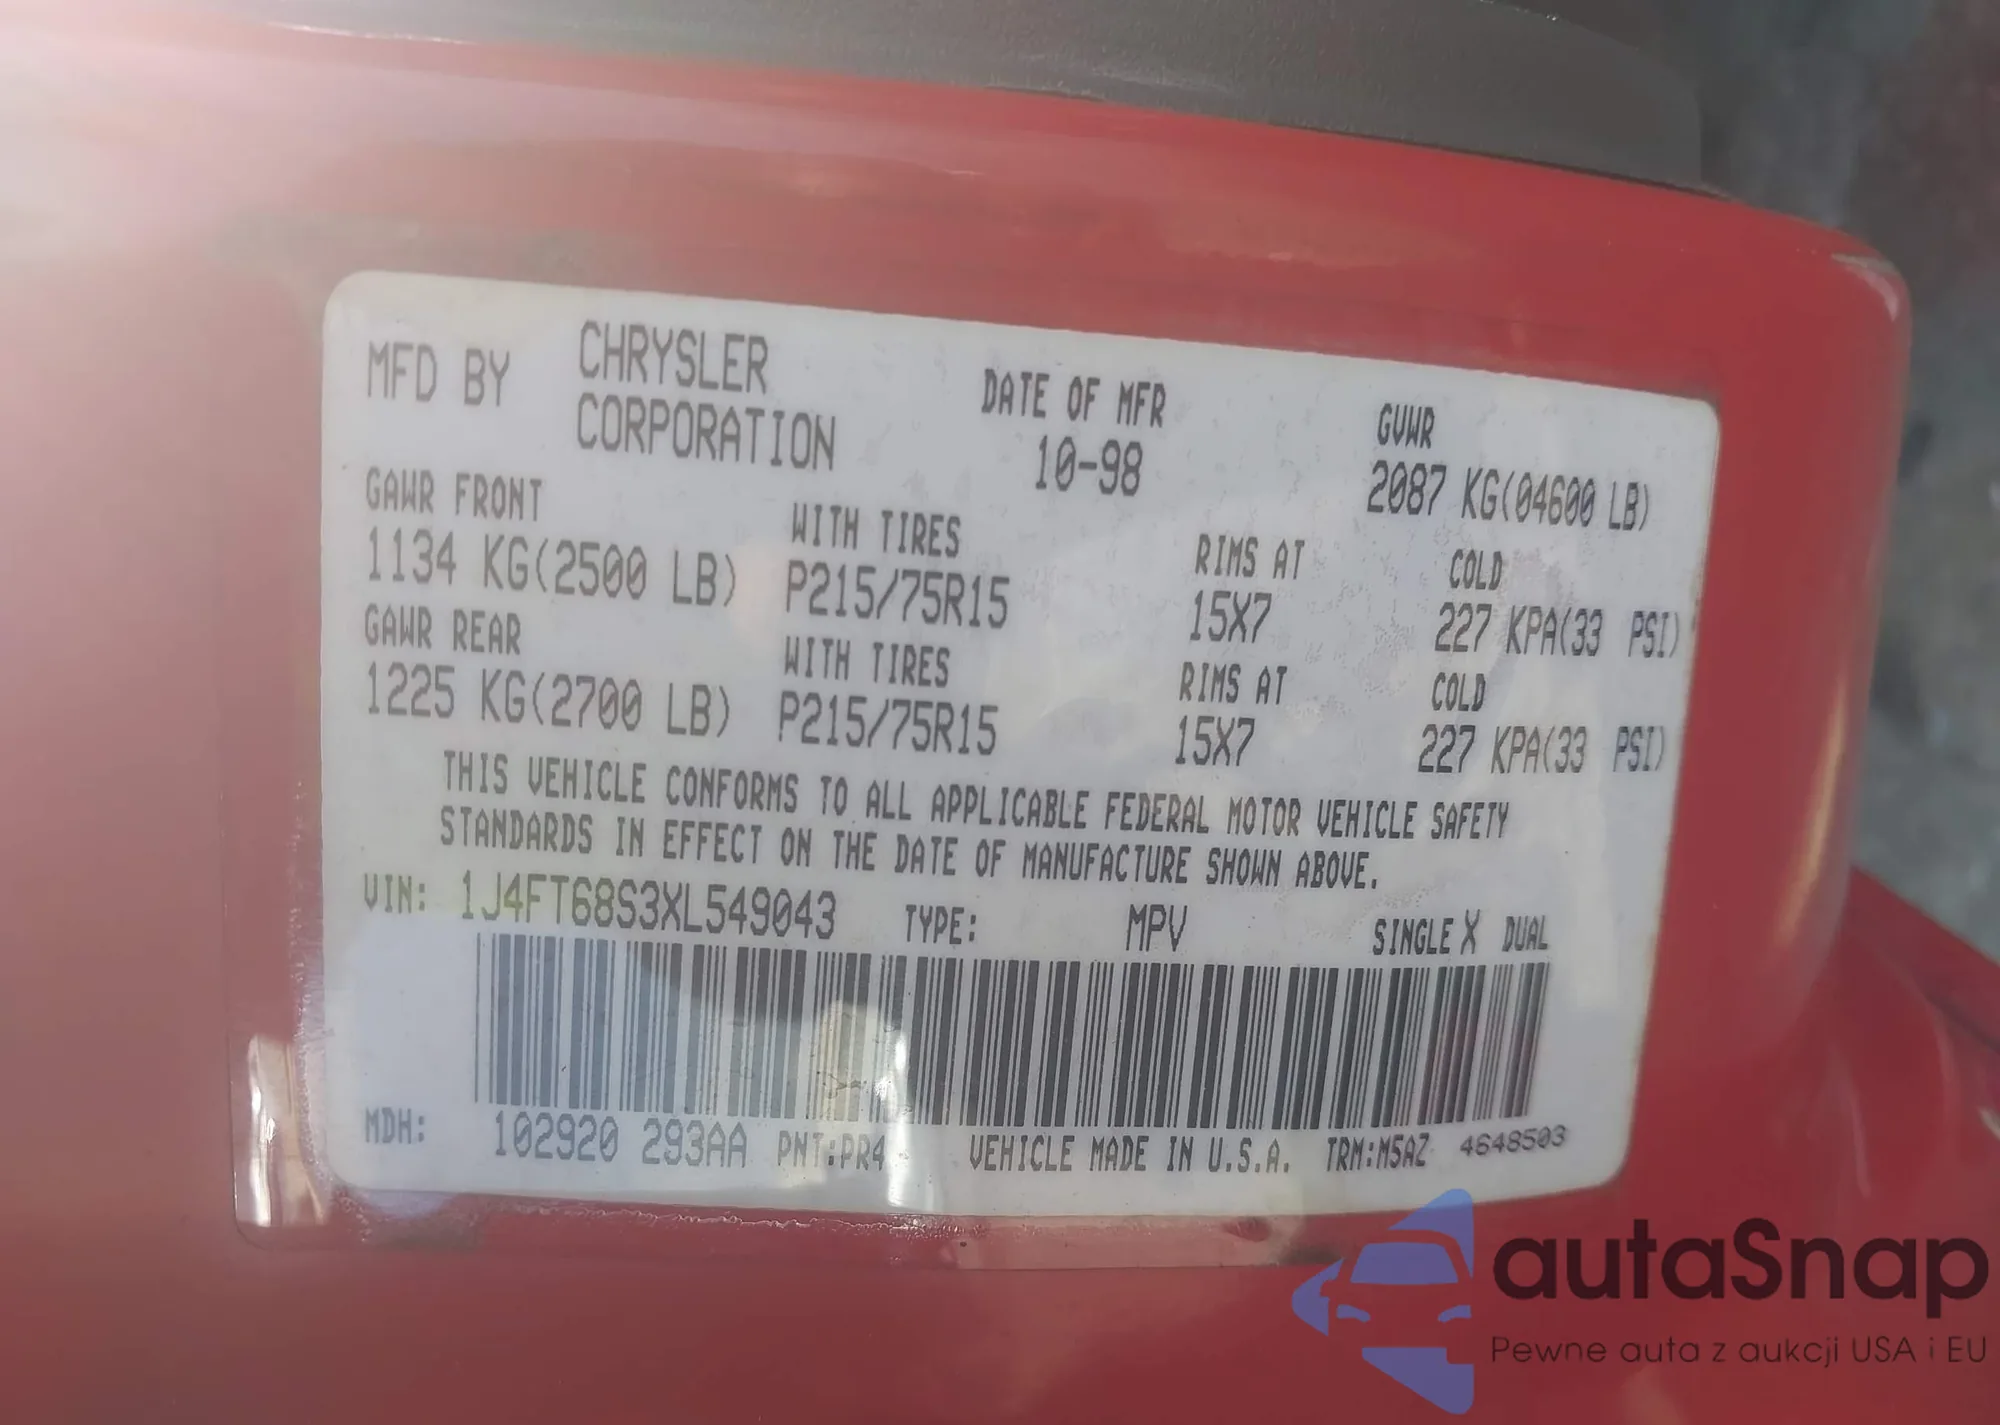 MFD BY CHRYSLER CORPORATION DATE OF MFR 10-98 GVWR 2087 KG(04600 LB)
GAWR FRONT WITH TIRES RIMS AT COLD
1134 KG(2500 LB) P215/75R15 15X7 227 KPA(33 PSI)
GAWR REAR WITH TIRES RIMS AT COLD
1225 KG(2700 LB) P215/75R15 15X7 227 KPA(33 PSI)
THIS VEHICLE CONFORMS TO ALL APPLICABLE FEDERAL MOTOR VEHICLE SAFETY
STANDARDS IN EFFECT ON THE DATE OF MANUFACTURE SHOWN ABOVE.
VIN: 1J4FT68S3XL549043 TYPE: MPV SINGLE X DUAL
MDH: 102920 293AA PNT:PR4 VEHICLE MADE IN U.S.A. TRM:M5AZ 4648503
autaSnap
Pewne auta z aukcji USA i EU